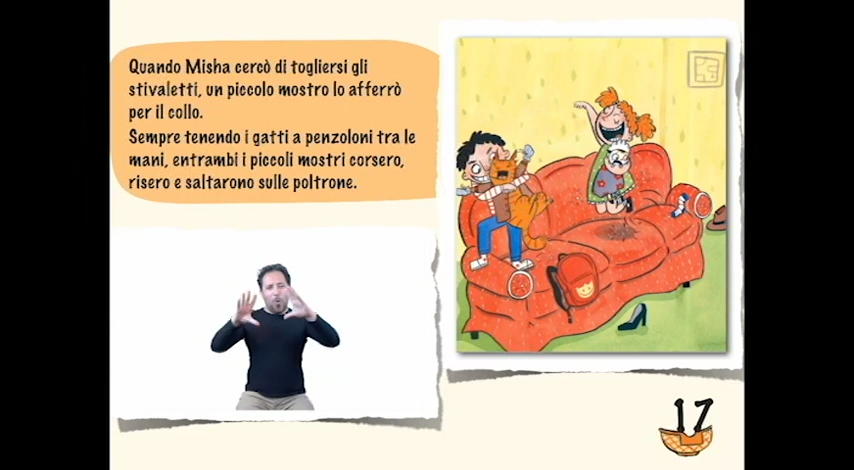 Quando Misha cercò di togliersi gli
stivaletti, un piccolo mostro lo afferrò
per il collo.
Sempre tenendo i gatti a penzoloni tra le
mani, entrambi i piccoli mostri corsero,
risero e saltarono sulle poltrone.
17